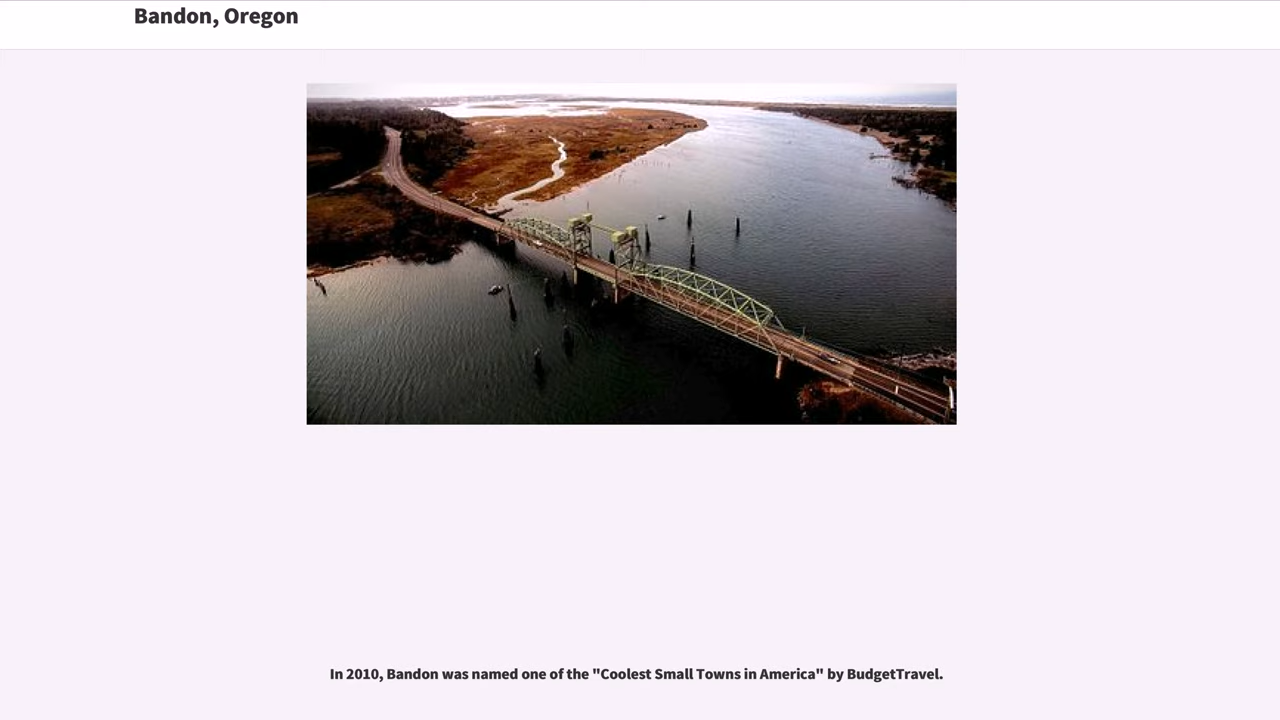 Bandon, Oregon
In 2010, Bandon was named one of the "Coolest Small Towns in America" by BudgetTravel.